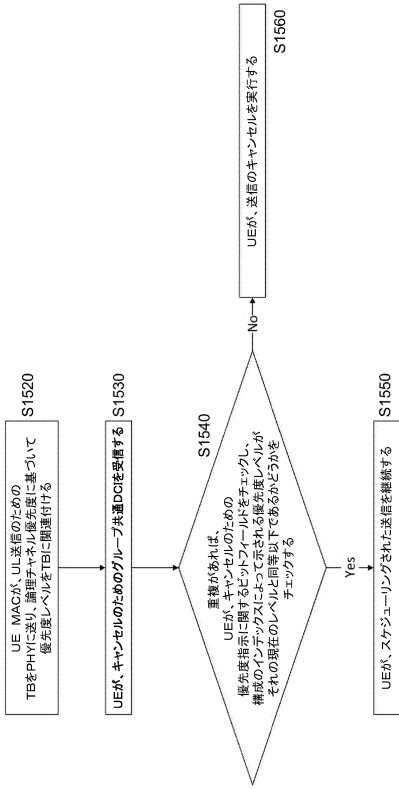 UE MACが、UL送信のための
TBをPHYに送り、論理チャネル優先度に基づいて
優先度レベルをTBに関連付ける
S1520
UEが、キャンセルのためのグループ共通DCIを受信する
S1530
重複があれば、
UEが、キャンセルのための
優先度指示に関するビットフィールドをチェックし、
構成のインデックスによって示される優先度レベルが
それの現在のレベルと同等以下であるかどうかを
チェックする
S1540
No
UEが、送信のキャンセルを実行する
S1560
Yes
UEが、スケジューリングされた送信を継続する
S1550